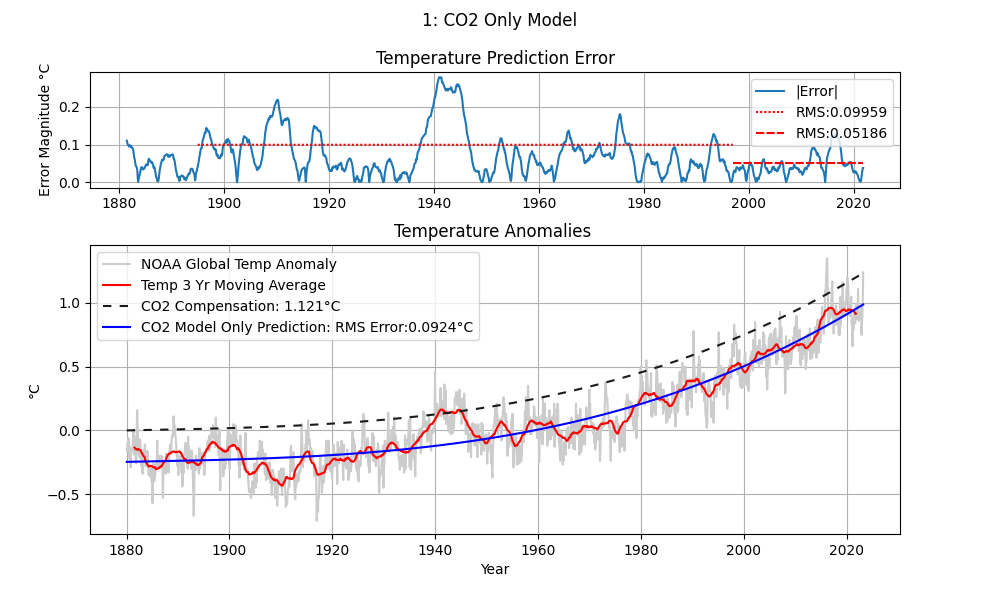 1: CO2 Only Model
Temperature Prediction Error
Error Magnitude °C
0.2
0.1
0.0
|Error|
RMS:0.09959
RMS:0.05186
1880 1900 1920 1940 1960 1980 2000 2020
Temperature Anomalies
°C
1.0
0.5
0.0
−0.5
NOAA Global Temp Anomaly
Temp 3 Yr Moving Average
CO2 Compensation: 1.121°C
CO2 Model Only Prediction: RMS Error:0.0924°C
1880 1900 1920 1940 1960 1980 2000 2020
Year